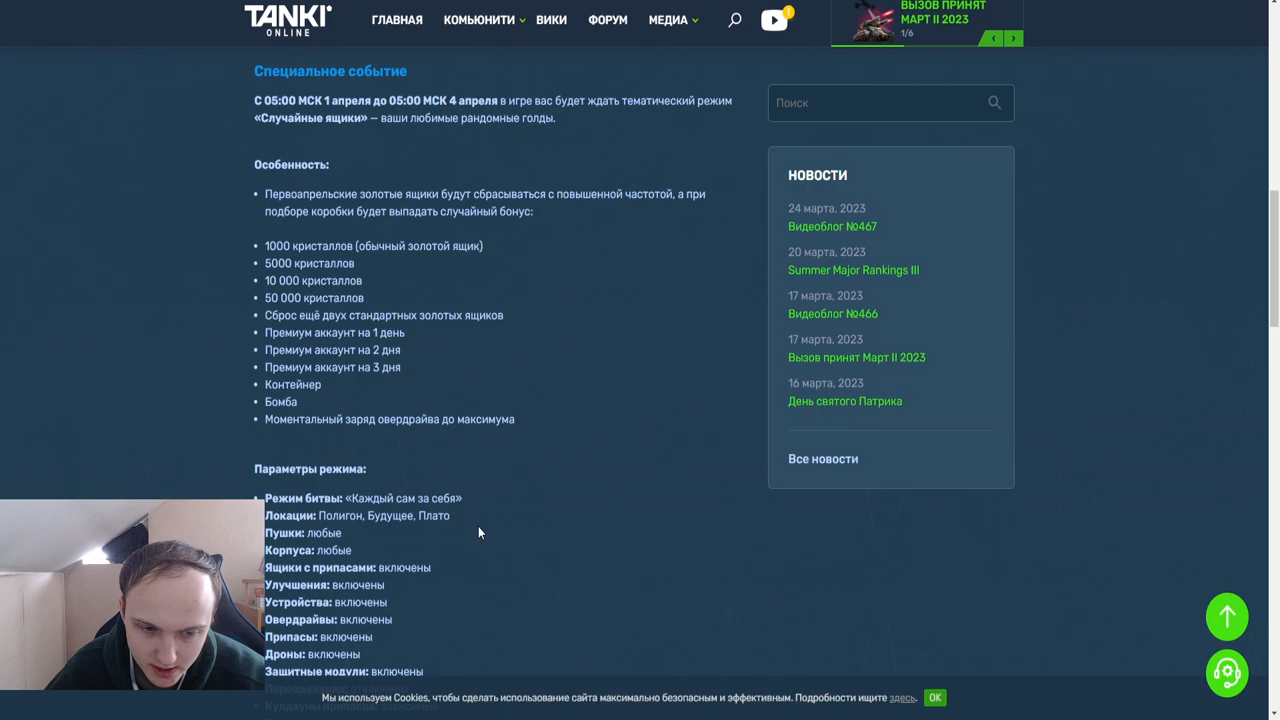 TANKI
ONLINE
ГЛАВНАЯ
КОМЬЮНИТИ
ВИКИ
ФОРУМ
МЕДИА
ВЫЗОВ ПРИНЯТ
МАРТ II 2023
1/6
Специальное событие
С 05:00 МСК 1 апреля до 05:00 МСК 4 апреля в игре вас будет ждать тематический режим
«Случайные ящики» — ваши любимые рандомные голды.
Особенность:
Первоапрельские золотые ящики будут сбрасываться с повышенной частотой, а при
подборе коробки будет выпадать случайный бонус:
1000 кристаллов (обычный золотой ящик)
5000 кристаллов
10 000 кристаллов
50 000 кристаллов
Сброс ещё двух стандартных золотых ящиков
Премиум аккаунт на 1 день
Премиум аккаунт на 2 дня
Премиум аккаунт на 3 дня
Контейнер
Бомба
Моментальный заряд овердрайва до максимума
Параметры режима:
Режим битвы: «Каждый сам за себя»
Локации: Полигон, Будущее, Плато
Пушки: любые
Корпуса: любые
Ящики с припасами: включены
Улучшения: включены
Устройства: включены
Овердрайвы: включены
Припасы: включены
Дроны: включены
Защитные модули: включены
Поиск
НОВОСТИ
24 марта, 2023
Видеоблог №467
20 марта, 2023
Summer Major Rankings III
17 марта, 2023
Видеоблог №466
17 марта, 2023
Вызов принят Март II 2023
16 марта, 2023
День святого Патрика
Все новости
Мы используем Cookies, чтобы сделать использование сайта максимально безопасным и эффективным. Подробности ищите здесь.
OK